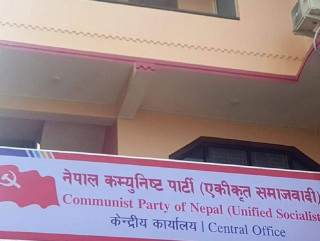 नेपाल कम्युनिष्ट पार्टी (एकीकृत समाजवादी)
Communist Party of Nepal (Unified Socialist
केन्द्रीय कार्यालय | Central Office